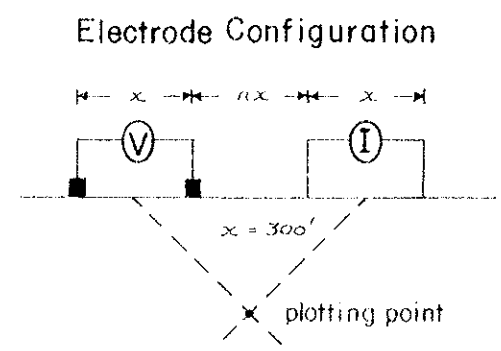 Electrode Configuration
x nx x
V I
x = 300'
plotting point